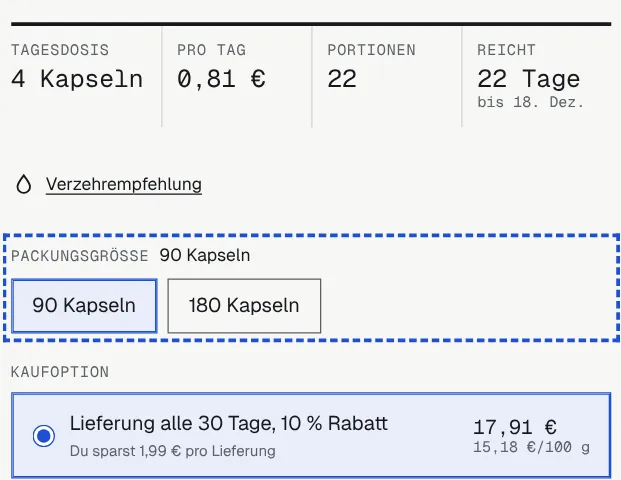 TAGESDOSIS
4 Kapseln
PRO TAG
0,81 €
PORTIONEN
22
REICHT
22 Tage
bis 18. Dez.
Verzehrempfehlung
PACKUNGSGRÖSSE 90 Kapseln
90 Kapseln
180 Kapseln
KAUFOPTION
Lieferung alle 30 Tage, 10 % Rabatt
Du sparst 1,99 € pro Lieferung
17,91 €
15,18 €/100 g